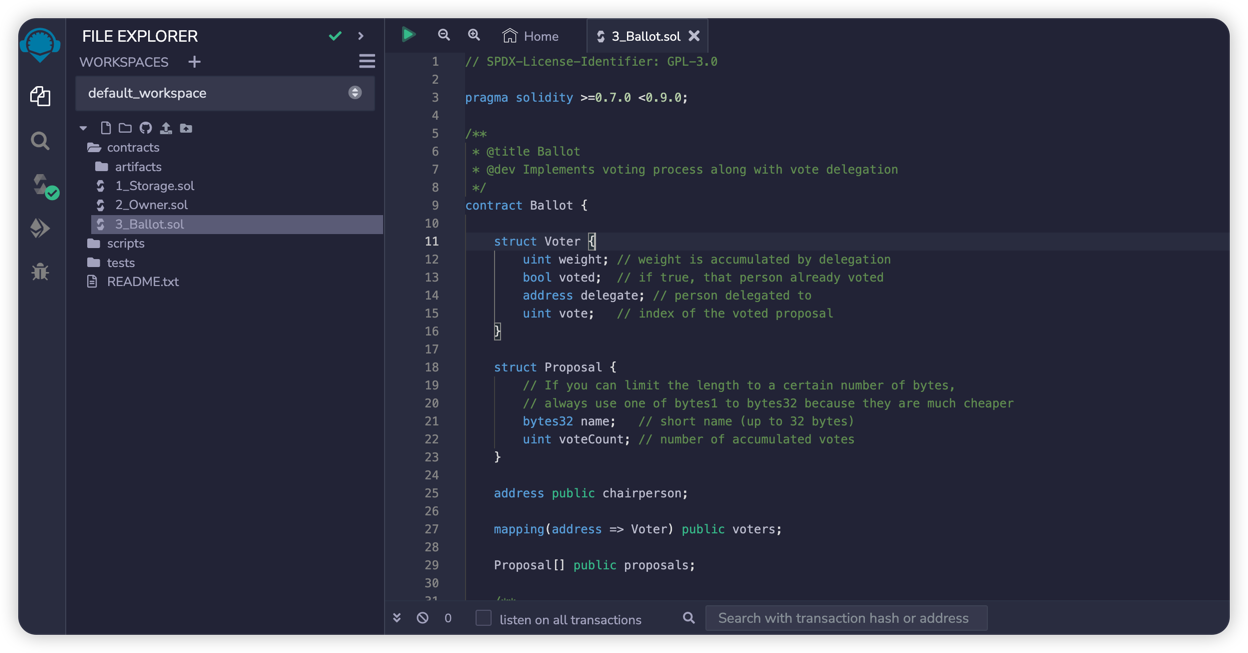 FILE EXPLORER
WORKSPACES
default_workspace
contracts
artifacts
1_Storage.sol
2_Owner.sol
3_Ballot.sol
scripts
tests
README.txt
Home
3_Ballot.sol
1 // SPDX-License-Identifier: GPL-3.0
2
3 pragma solidity >=0.7.0 <0.9.0;
4
5 /**
6  * @title Ballot
7  * @dev Implements voting process along with vote delegation
8  */
9 contract Ballot {
10
11     struct Voter {
12         uint weight; // weight is accumulated by delegation
13         bool voted;  // if true, that person already voted
14         address delegate; // person delegated to
15         uint vote;   // index of the voted proposal
16     }
17
18     struct Proposal {
19         // If you can limit the length to a certain number of bytes,
20         // always use one of bytes1 to bytes32 because they are much cheaper
21         bytes32 name;   // short name (up to 32 bytes)
22         uint voteCount; // number of accumulated votes
23     }
24
25     address public chairperson;
26
27     mapping(address => Voter) public voters;
28
29     Proposal[] public proposals;
30
31     /**
0
listen on all transactions
Search with transaction hash or address